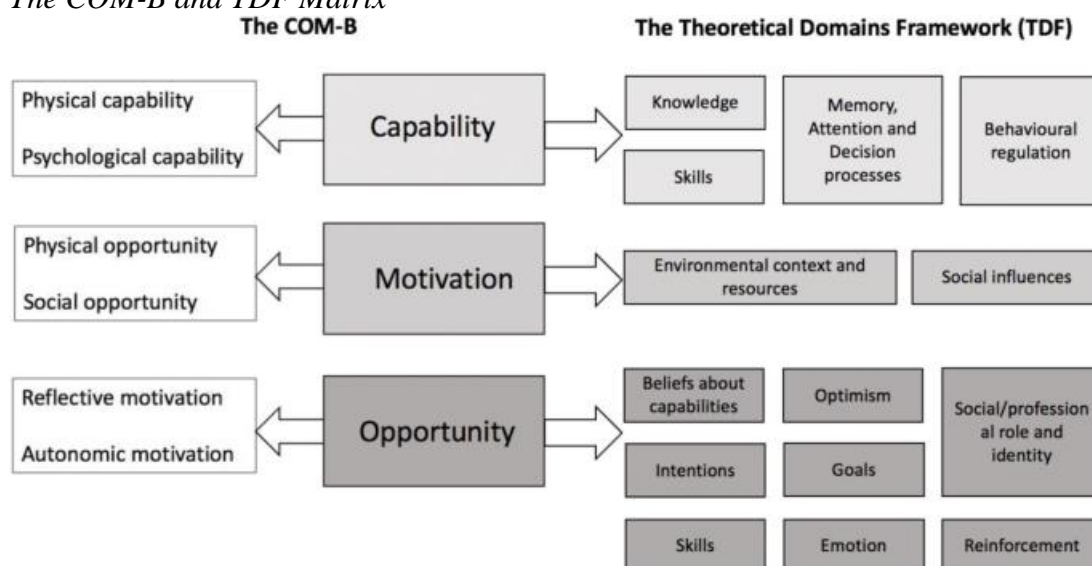 The COM-B and TDF Matrix
The COM-B
The Theoretical Domains Framework (TDF)
Physical capability
Psychological capability
Capability
Knowledge
Skills
Memory,
Attention and
Decision
processes
Behavioural
regulation
Physical opportunity
Social opportunity
Motivation
Environmental context and
resources
Social influences
Reflective motivation
Autonomic motivation
Opportunity
Beliefs about
capabilities
Optimism
Social/profession
al role and
identity
Intentions
Goals
Skills
Emotion
Reinforcement